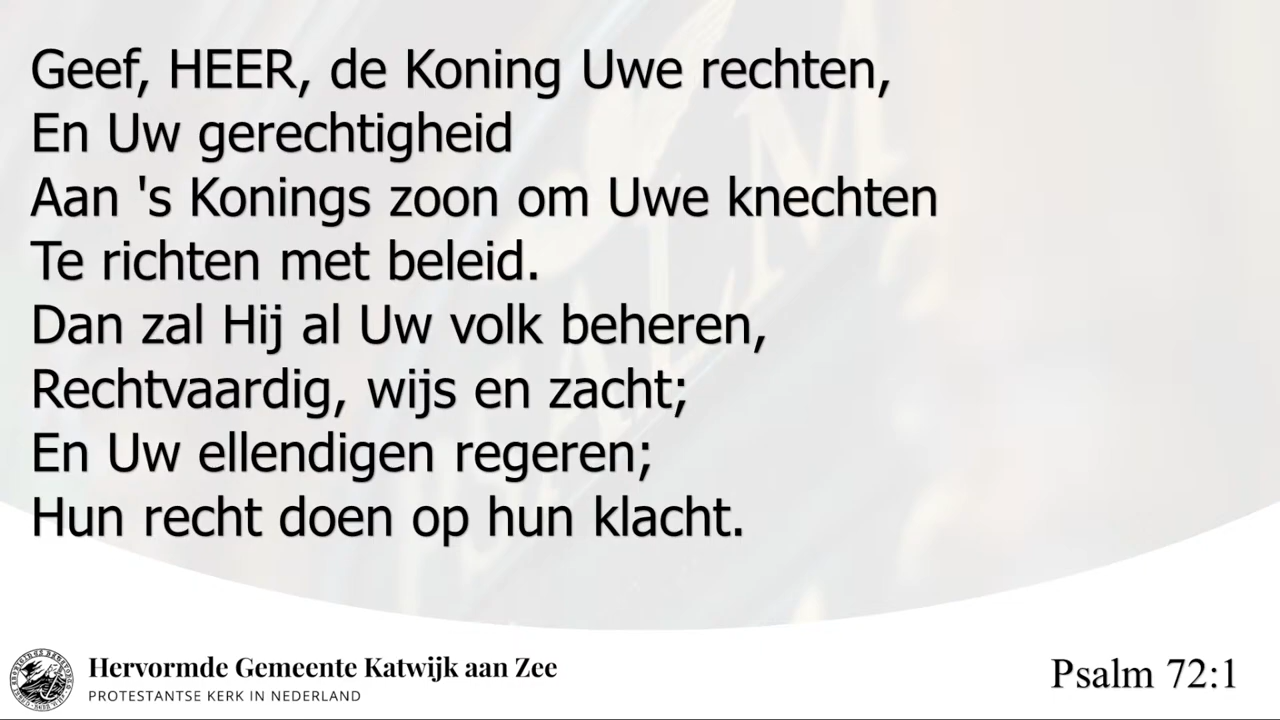 Geef, HEER, de Koning Uwe rechten,
En Uw gerechtigheid
Aan 's Konings zoon om Uwe knechten
Te richten met beleid.
Dan zal Hij al Uw volk beheren,
Rechtvaardig, wijs en zacht;
En Uw ellendigen regeren;
Hun recht doen op hun klacht.
Hervormde Gemeente Katwijk aan Zee
PROTESTANTSE KERK IN NEDERLAND
Psalm 72:1